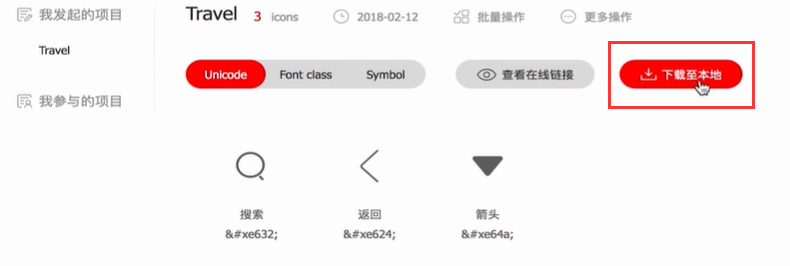 我发起的项目
Travel
我参与的项目
Travel 3 icons 2018-02-12 批量操作 更多操作
Unicode Font class Symbol 查看在线链接 下载至本地
搜索 返回 箭头
&#xe632; &#xe624; &#xe64a;